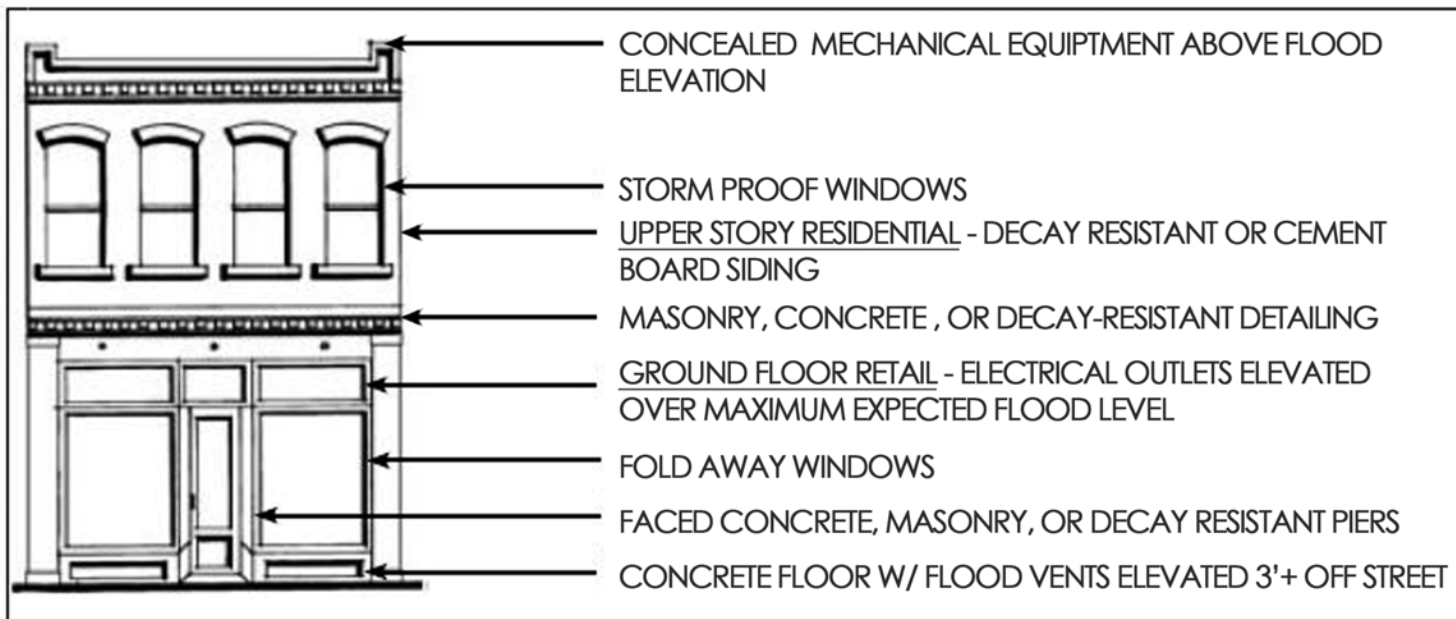 CONCEALED MECHANICAL EQUIPTMENT ABOVE FLOOD
ELEVATION
STORM PROOF WINDOWS
UPPER STORY RESIDENTIAL - DECAY RESISTANT OR CEMENT
BOARD SIDING
MASONRY, CONCRETE , OR DECAY-RESISTANT DETAILING
GROUND FLOOR RETAIL - ELECTRICAL OUTLETS ELEVATED
OVER MAXIMUM EXPECTED FLOOD LEVEL
FOLD AWAY WINDOWS
FACED CONCRETE, MASONRY, OR DECAY RESISTANT PIERS
CONCRETE FLOOR W/ FLOOD VENTS ELEVATED 3'+ OFF STREET